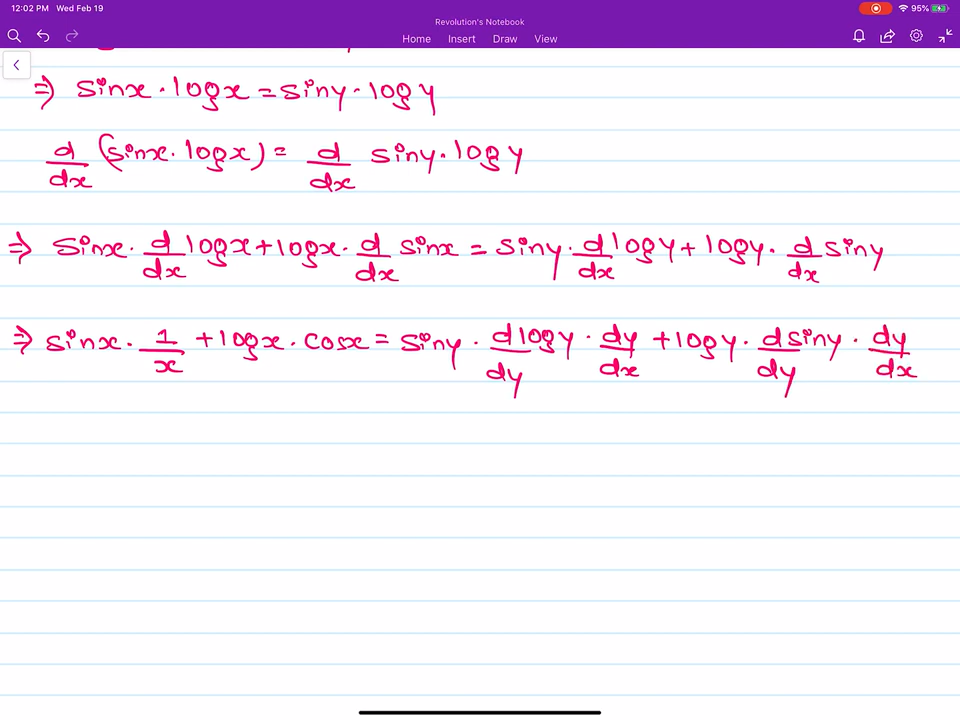 12:02 PM Wed Feb 19
95%
Revolution's Notebook
Home Insert Draw View
⇒ sinx · logx = siny · logy
d/dx (sinx · logx) = d/dx siny · logy
⇒ sinx · d/dx logx + logx · d/dx sinx = siny · d/dx logy + logy · d/dx siny
⇒ sinx · 1/x + logx · cosx = siny · dlogy/dy · dy/dx + logy · dsiny/dy · dy/dx